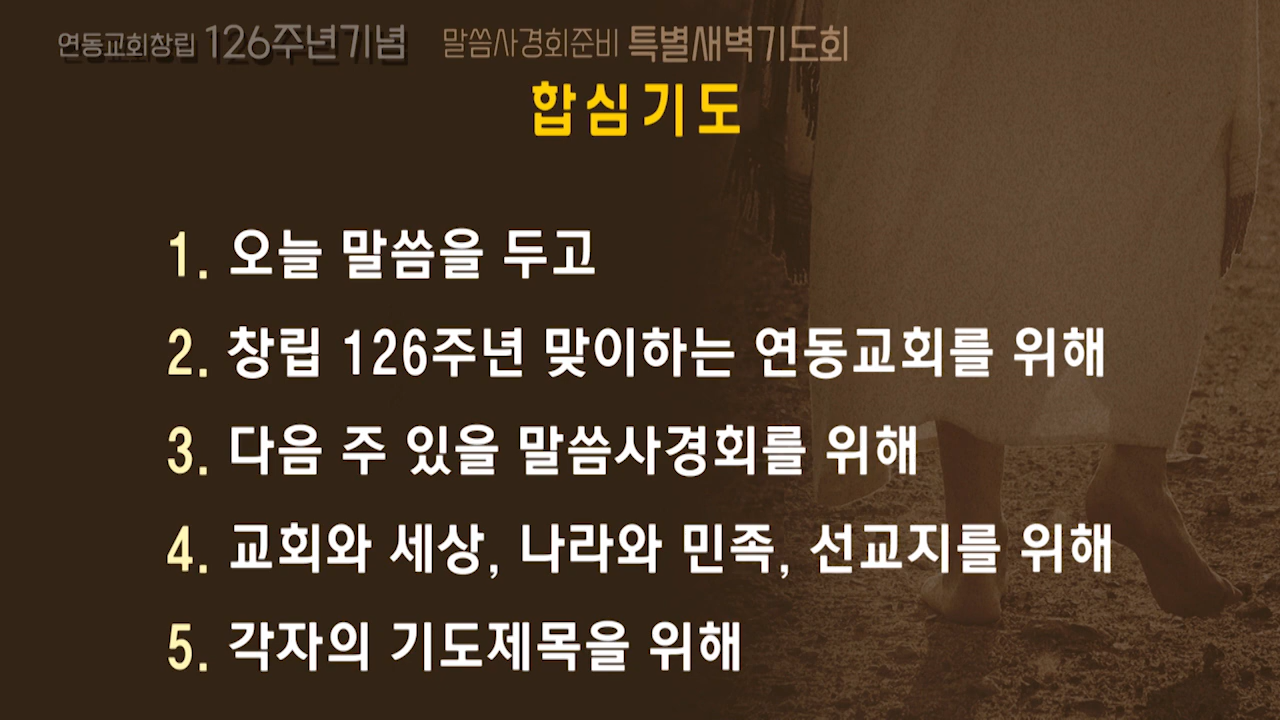 연동교회창립 126주년기념 말씀사경회준비 특별새벽기도회
합심기도
1. 오늘 말씀을 두고
2. 창립 126주년 맞이하는 연동교회를 위해
3. 다음 주 있을 말씀사경회를 위해
4. 교회와 세상, 나라와 민족, 선교지를 위해
5. 각자의 기도제목을 위해